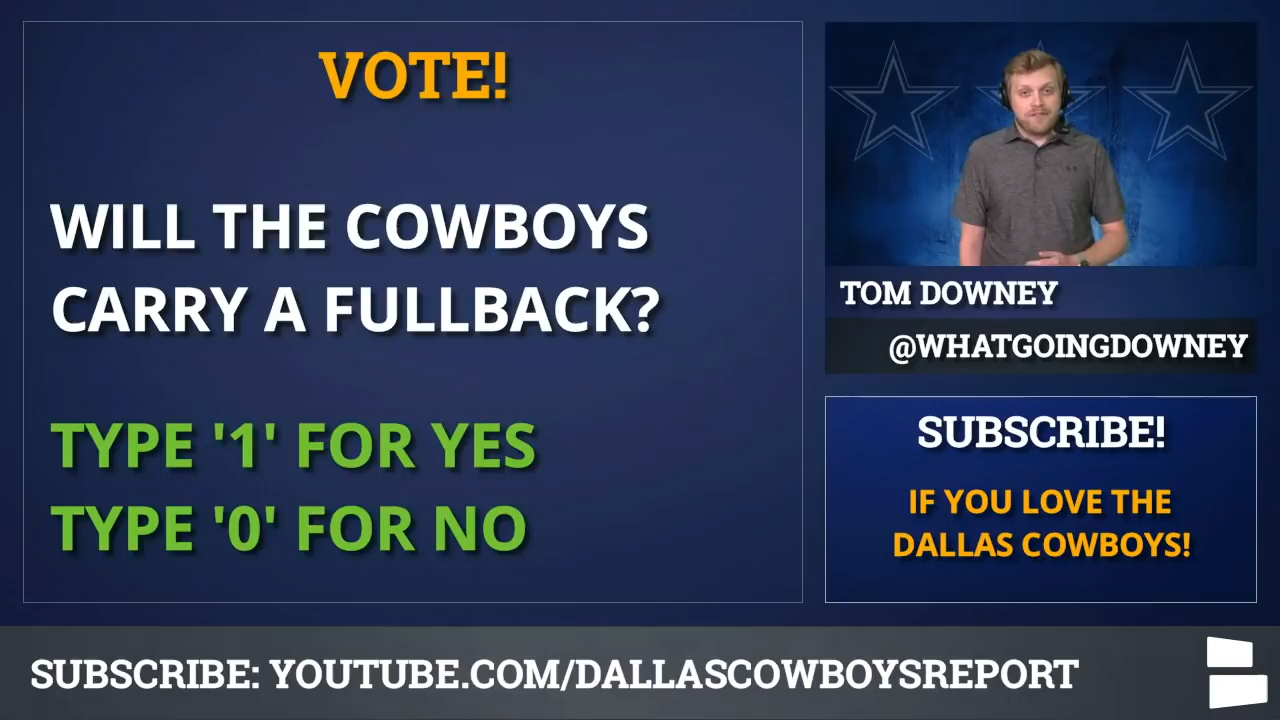 VOTE!
WILL THE COWBOYS
CARRY A FULLBACK?
TYPE '1' FOR YES
TYPE '0' FOR NO
TOM DOWNEY
@WHATGOINGDOWNEY
SUBSCRIBE!
IF YOU LOVE THE
DALLAS COWBOYS!
SUBSCRIBE: YOUTUBE.COM/DALLASCOWBOYSREPORT